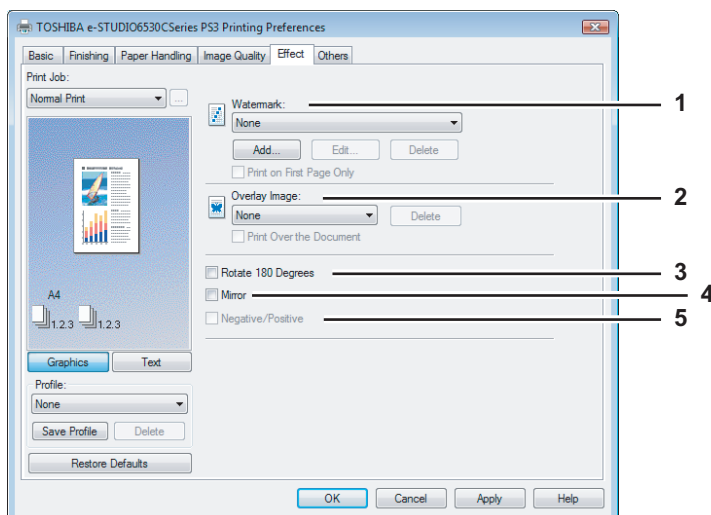 TOSHIBA e-STUDIO6530CSeries PS3 Printing Preferences
Basic Finishing Paper Handling Image Quality Effect Others
Print Job:
Normal Print ...
Watermark: 1
None
Add... Edit... Delete
Print on First Page Only
Overlay Image: 2
None Delete
Print Over the Document
Rotate 180 Degrees 3
Mirror 4
Negative/Positive 5
A4
1.2.3 1.2.3
Graphics Text
Profile:
None
Save Profile Delete
Restore Defaults
OK Cancel Apply Help